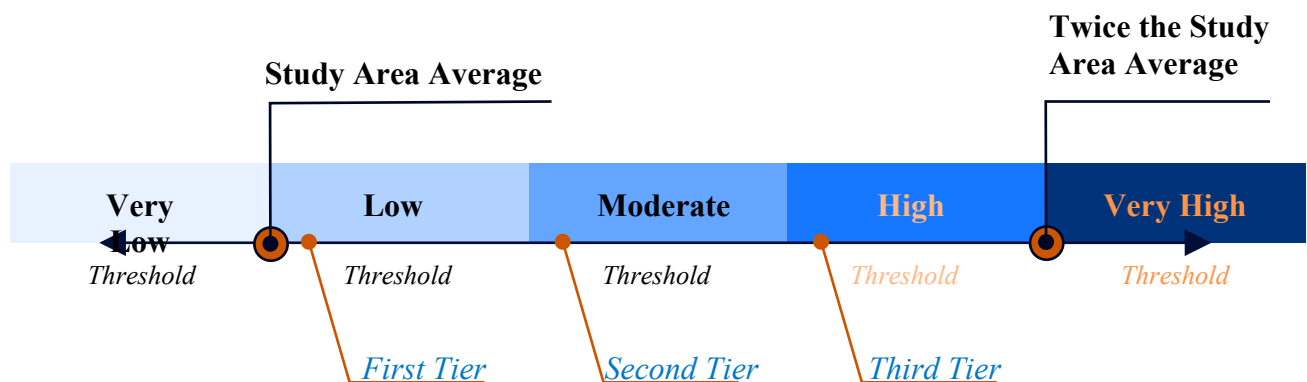 Twice the Study
Area Average
Study Area Average
Very
Low
Low
Moderate
High
Very High
Threshold
Threshold
Threshold
Threshold
Threshold
First Tier
Second Tier
Third Tier